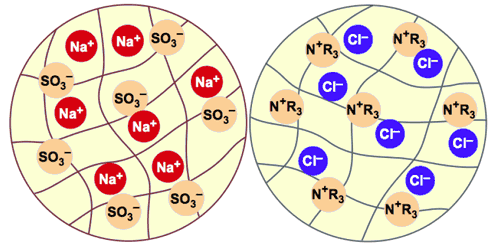 Na⁺ Na⁺ SO₃⁻
SO₃⁻ Na⁺
Na⁺ SO₃⁻ SO₃⁻
Na⁺
SO₃⁻ Na⁺
Na⁺ SO₃⁻
SO₃⁻
N⁺R₃ Cl⁻ N⁺R₃
Cl⁻
Cl⁻
N⁺R₃ N⁺R₃ N⁺R₃
Cl⁻ Cl⁻
Cl⁻
Cl⁻
N⁺R₃ N⁺R₃